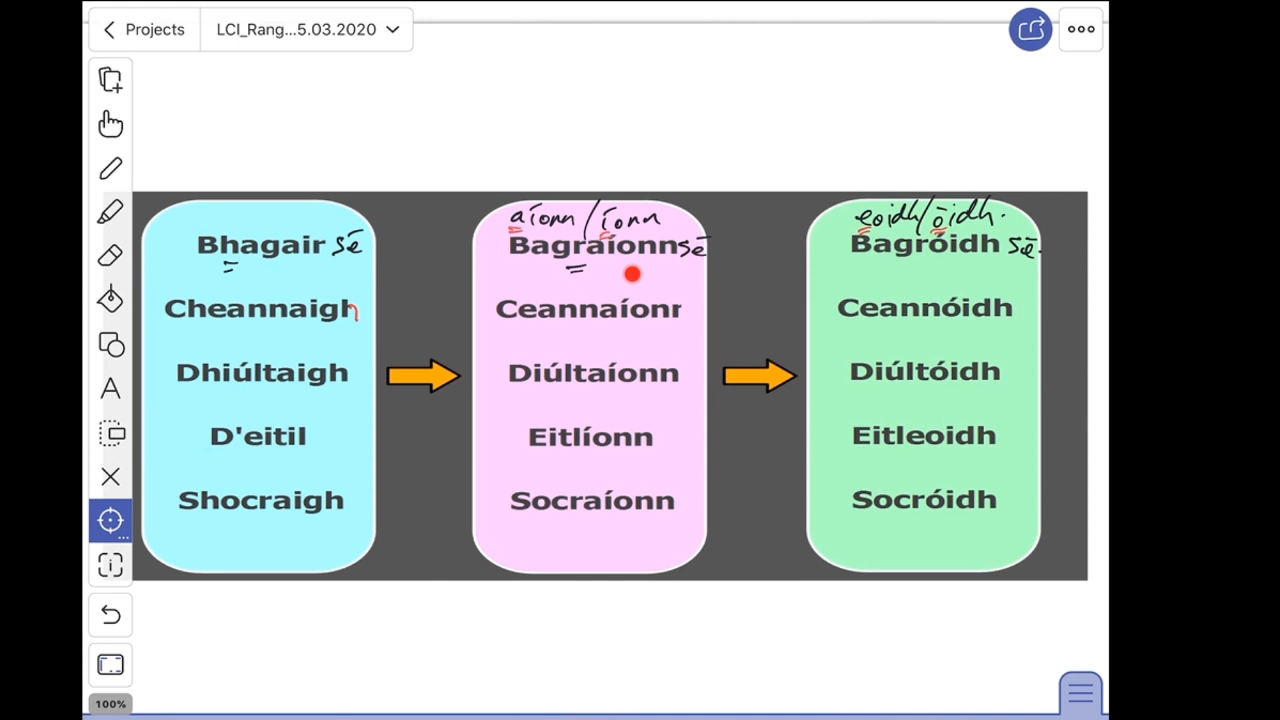 Projects
LCI_Rang...5.03.2020
aíonn/íonn
eoidh/óidh.
Bhagair sé
Bagraíonn sé
Bagróidh sé.
Cheannaigh
Ceannaíonn
Ceannóidh
Dhiúltaigh
Diúltaíonn
Diúltóidh
D'eitil
Eitlíonn
Eitleoidh
Shocraigh
Socraíonn
Socróidh
100%